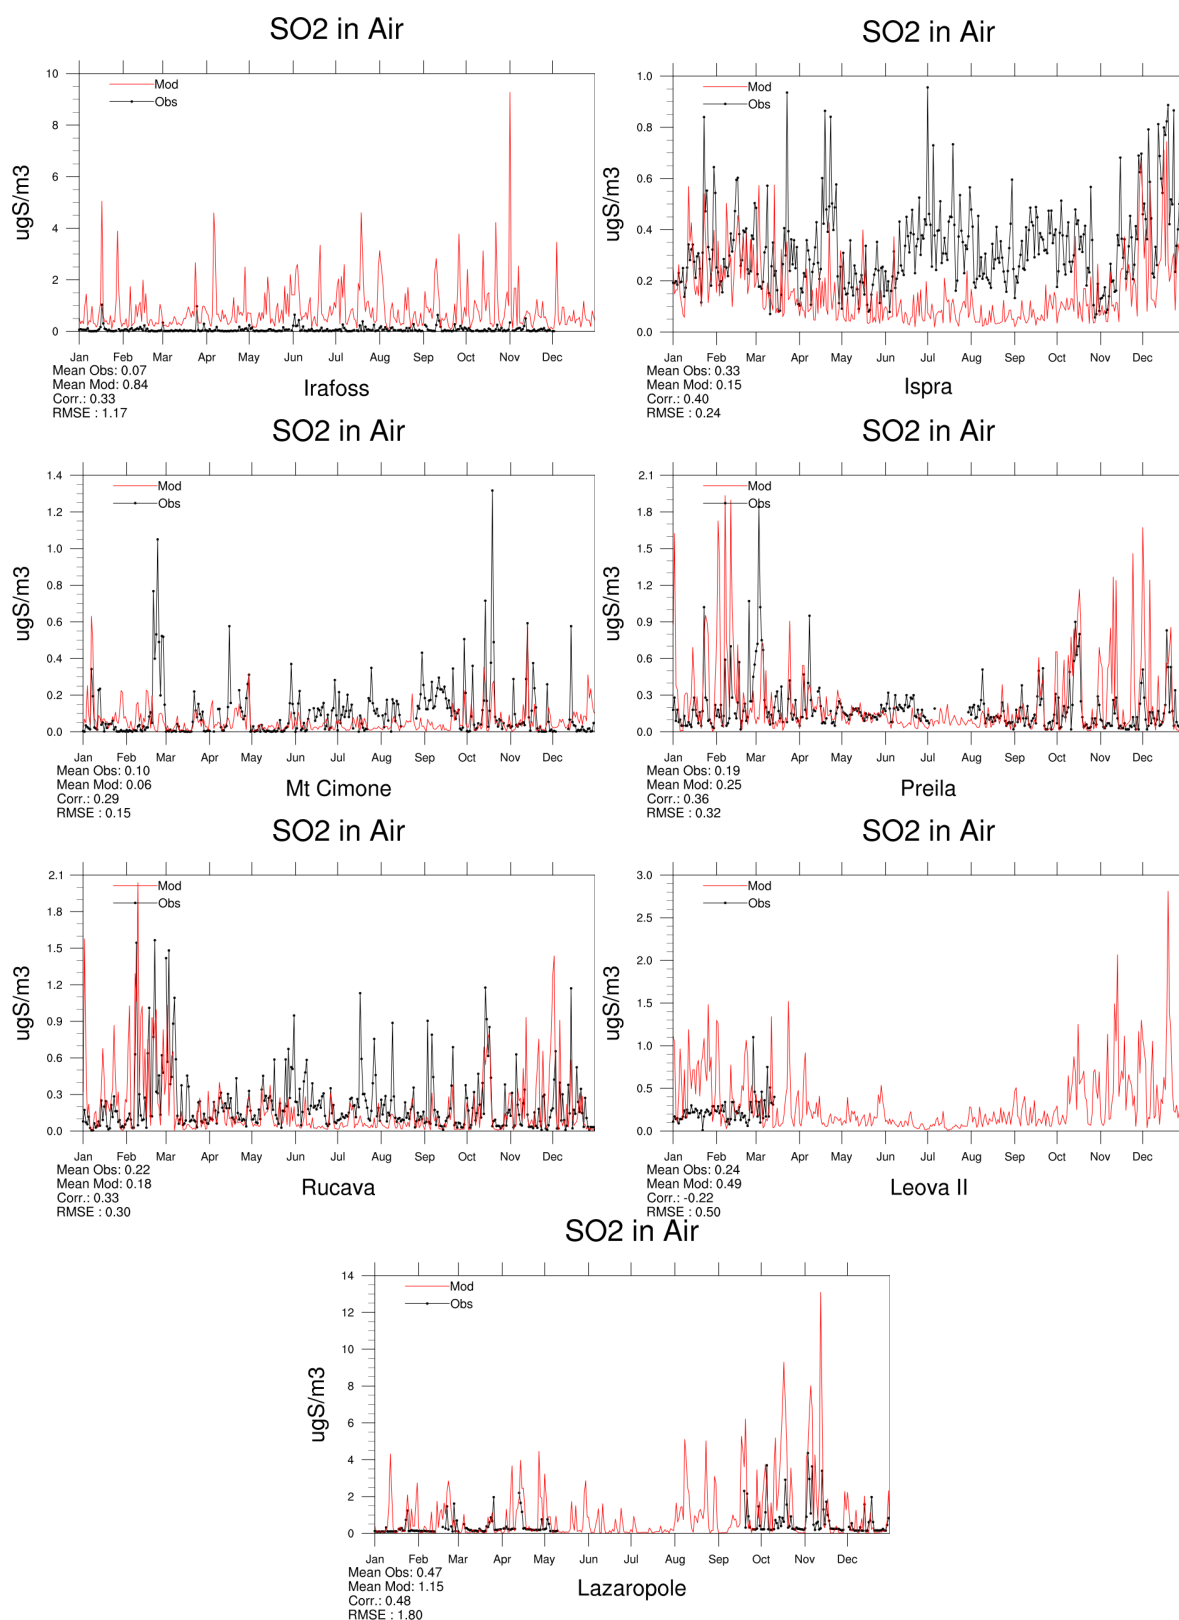 SO2 in Air
ugS/m3
10
8
6
4
2
0
Mod
Obs
Jan Feb Mar Apr May Jun Jul Aug Sep Oct Nov Dec
Mean Obs: 0.07
Mean Mod: 0.84
Corr.: 0.33
RMSE : 1.17
Irafoss
SO2 in Air
ugS/m3
1.0
0.8
0.6
0.4
0.2
0.0
Mod
Obs
Jan Feb Mar Apr May Jun Jul Aug Sep Oct Nov Dec
Mean Obs: 0.33
Mean Mod: 0.15
Corr.: 0.40
RMSE : 0.24
Ispra
SO2 in Air
ugS/m3
1.4
1.2
1.0
0.8
0.6
0.4
0.2
0.0
Mod
Obs
Jan Feb Mar Apr May Jun Jul Aug Sep Oct Nov Dec
Mean Obs: 0.10
Mean Mod: 0.06
Corr.: 0.29
RMSE : 0.15
Mt Cimone
SO2 in Air
ugS/m3
2.1
1.8
1.5
1.2
0.9
0.6
0.3
0.0
Mod
Obs
Jan Feb Mar Apr May Jun Jul Aug Sep Oct Nov Dec
Mean Obs: 0.19
Mean Mod: 0.25
Corr.: 0.36
RMSE : 0.32
Preila
SO2 in Air
ugS/m3
2.1
1.8
1.5
1.2
0.9
0.6
0.3
0.0
Mod
Obs
Jan Feb Mar Apr May Jun Jul Aug Sep Oct Nov Dec
Mean Obs: 0.22
Mean Mod: 0.18
Corr.: 0.33
RMSE : 0.30
Rucava
SO2 in Air
ugS/m3
3.0
2.5
2.0
1.5
1.0
0.5
0.0
Mod
Obs
Jan Feb Mar Apr May Jun Jul Aug Sep Oct Nov Dec
Mean Obs: 0.24
Mean Mod: 0.49
Corr.: -0.22
RMSE : 0.50
Leova II
SO2 in Air
ugS/m3
14
12
10
8
6
4
2
0
Mod
Obs
Jan Feb Mar Apr May Jun Jul Aug Sep Oct Nov Dec
Mean Obs: 0.47
Mean Mod: 1.15
Corr.: 0.48
RMSE : 1.80
Lazaropole